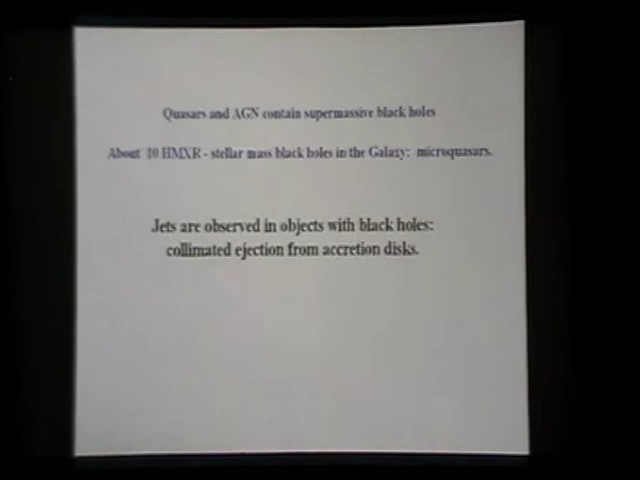 Quasars and AGN contain supermassive black holes
About 10 HMXR - stellar mass black holes in the Galaxy: microquasars.
Jets are observed in objects with black holes:
collimated ejection from accretion disks.